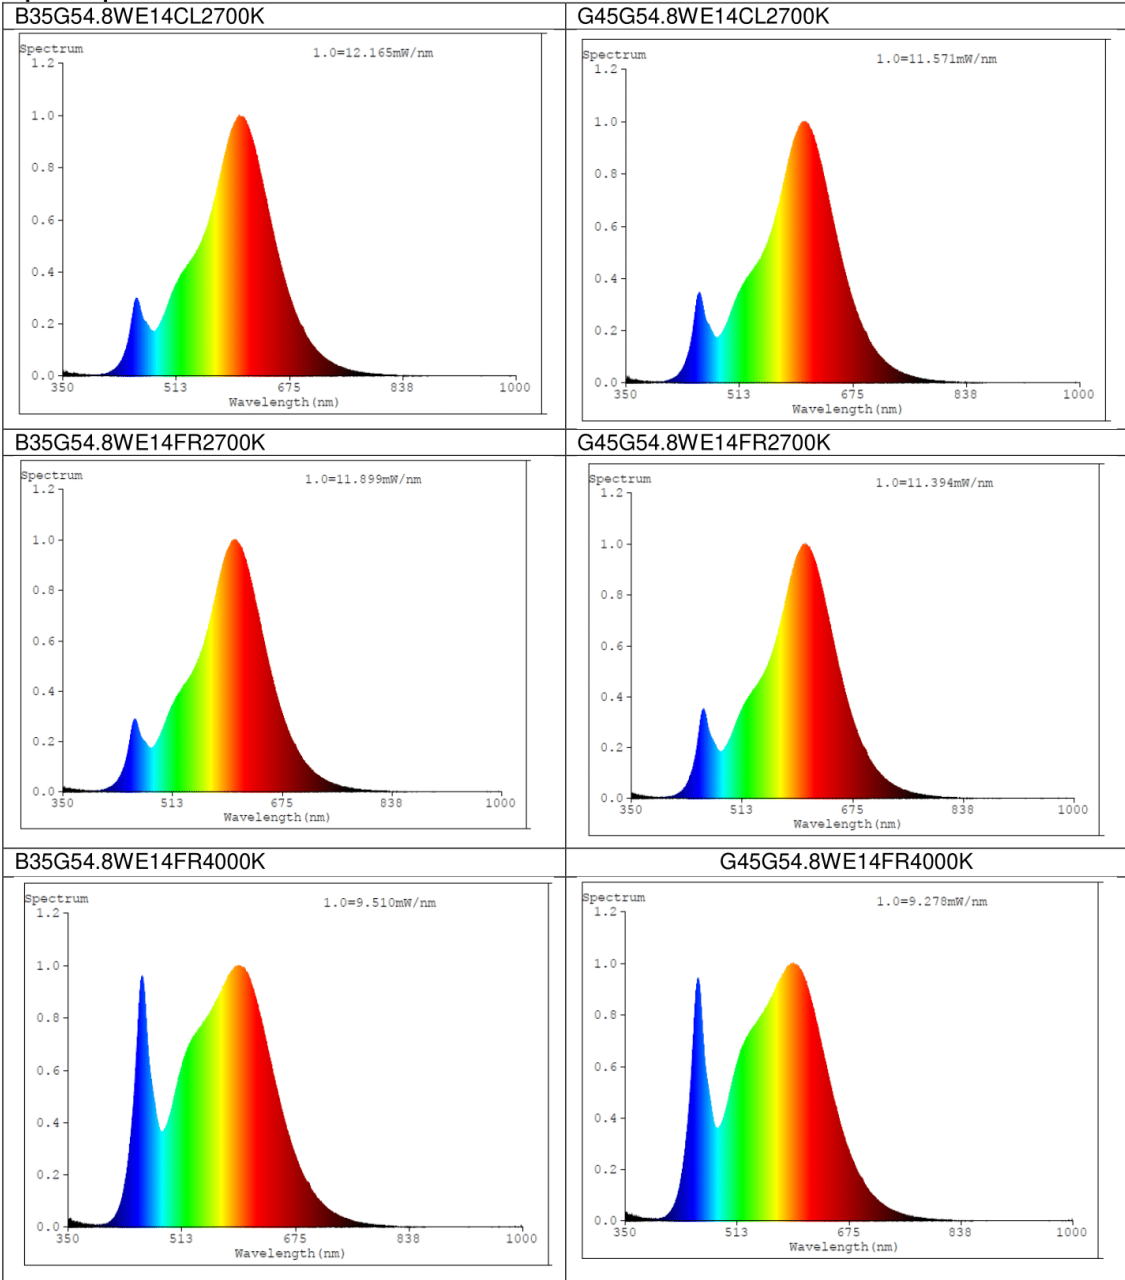 B35G54.8WE14CL2700K
G45G54.8WE14CL2700K
Spectrum
1.0=12.165mW/nm
1.2
1.0
0.8
0.6
0.4
0.2
0.0
350 513 675 838 1000
Wavelength(nm)
Spectrum
1.0=11.571mW/nm
1.2
1.0
0.8
0.6
0.4
0.2
0.0
350 513 675 838 1000
Wavelength(nm)
B35G54.8WE14FR2700K
G45G54.8WE14FR2700K
Spectrum
1.0=11.899mW/nm
1.2
1.0
0.8
0.6
0.4
0.2
0.0
350 513 675 838 1000
Wavelength(nm)
Spectrum
1.0=11.394mW/nm
1.2
1.0
0.8
0.6
0.4
0.2
0.0
350 513 675 838 1000
Wavelength(nm)
B35G54.8WE14FR4000K
G45G54.8WE14FR4000K
Spectrum
1.0=9.510mW/nm
1.2
1.0
0.8
0.6
0.4
0.2
0.0
350 513 675 838 1000
Wavelength(nm)
Spectrum
1.0=9.278mW/nm
1.2
1.0
0.8
0.6
0.4
0.2
0.0
350 513 675 838 1000
Wavelength(nm)